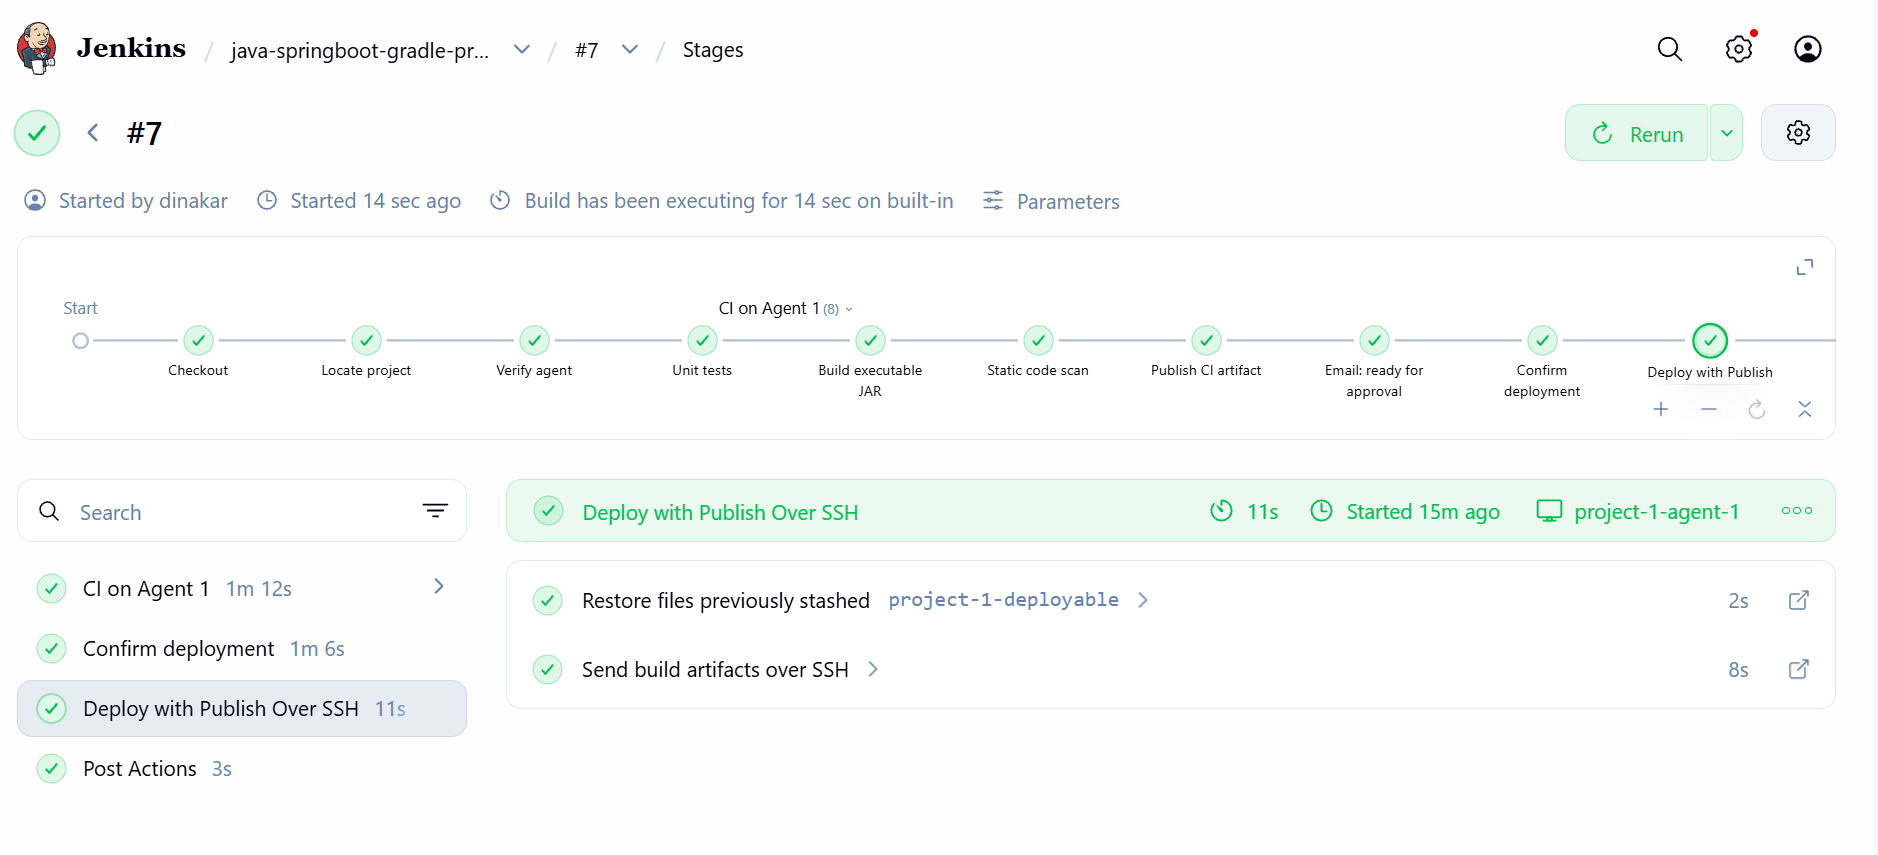 Jenkins / java-springboot-gradle-pr... / #7 / Stages
#7
Rerun
Started by dinakar Started 14 sec ago Build has been executing for 14 sec on built-in Parameters
Start
CI on Agent 1 (8)
Checkout
Locate project
Verify agent
Unit tests
Build executable
JAR
Static code scan
Publish CI artifact
Email: ready for
approval
Confirm
deployment
Deploy with Publish
Search
CI on Agent 1 1m 12s
Confirm deployment 1m 6s
Deploy with Publish Over SSH 11s
Post Actions 3s
Deploy with Publish Over SSH 11s Started 15m ago project-1-agent-1
Restore files previously stashed project-1-deployable 2s
Send build artifacts over SSH 8s